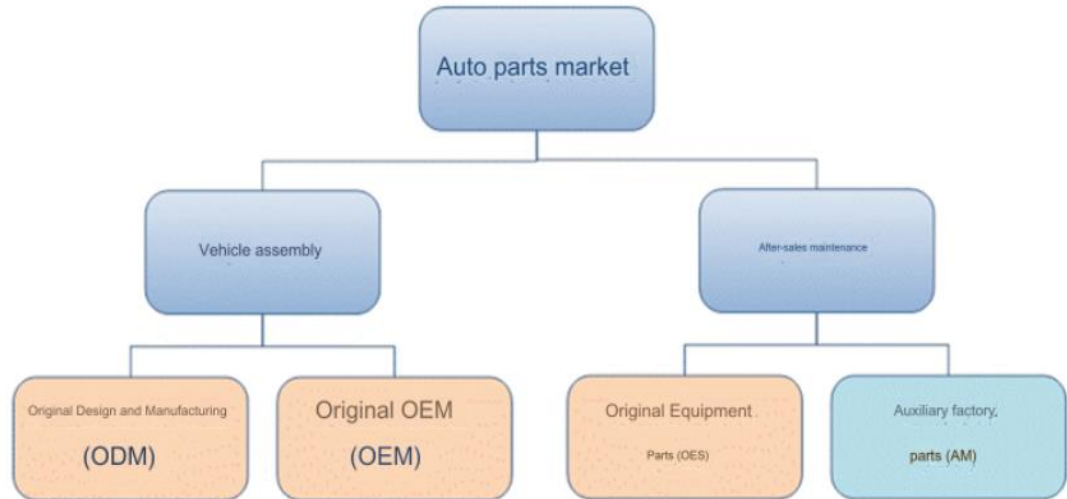 Auto parts market
Vehicle assembly
After-sales maintenance
Original Design and Manufacturing
(ODM)
Original OEM
(OEM)
Original Equipment
Parts (OES)
Auxiliary factory.
parts (AM)